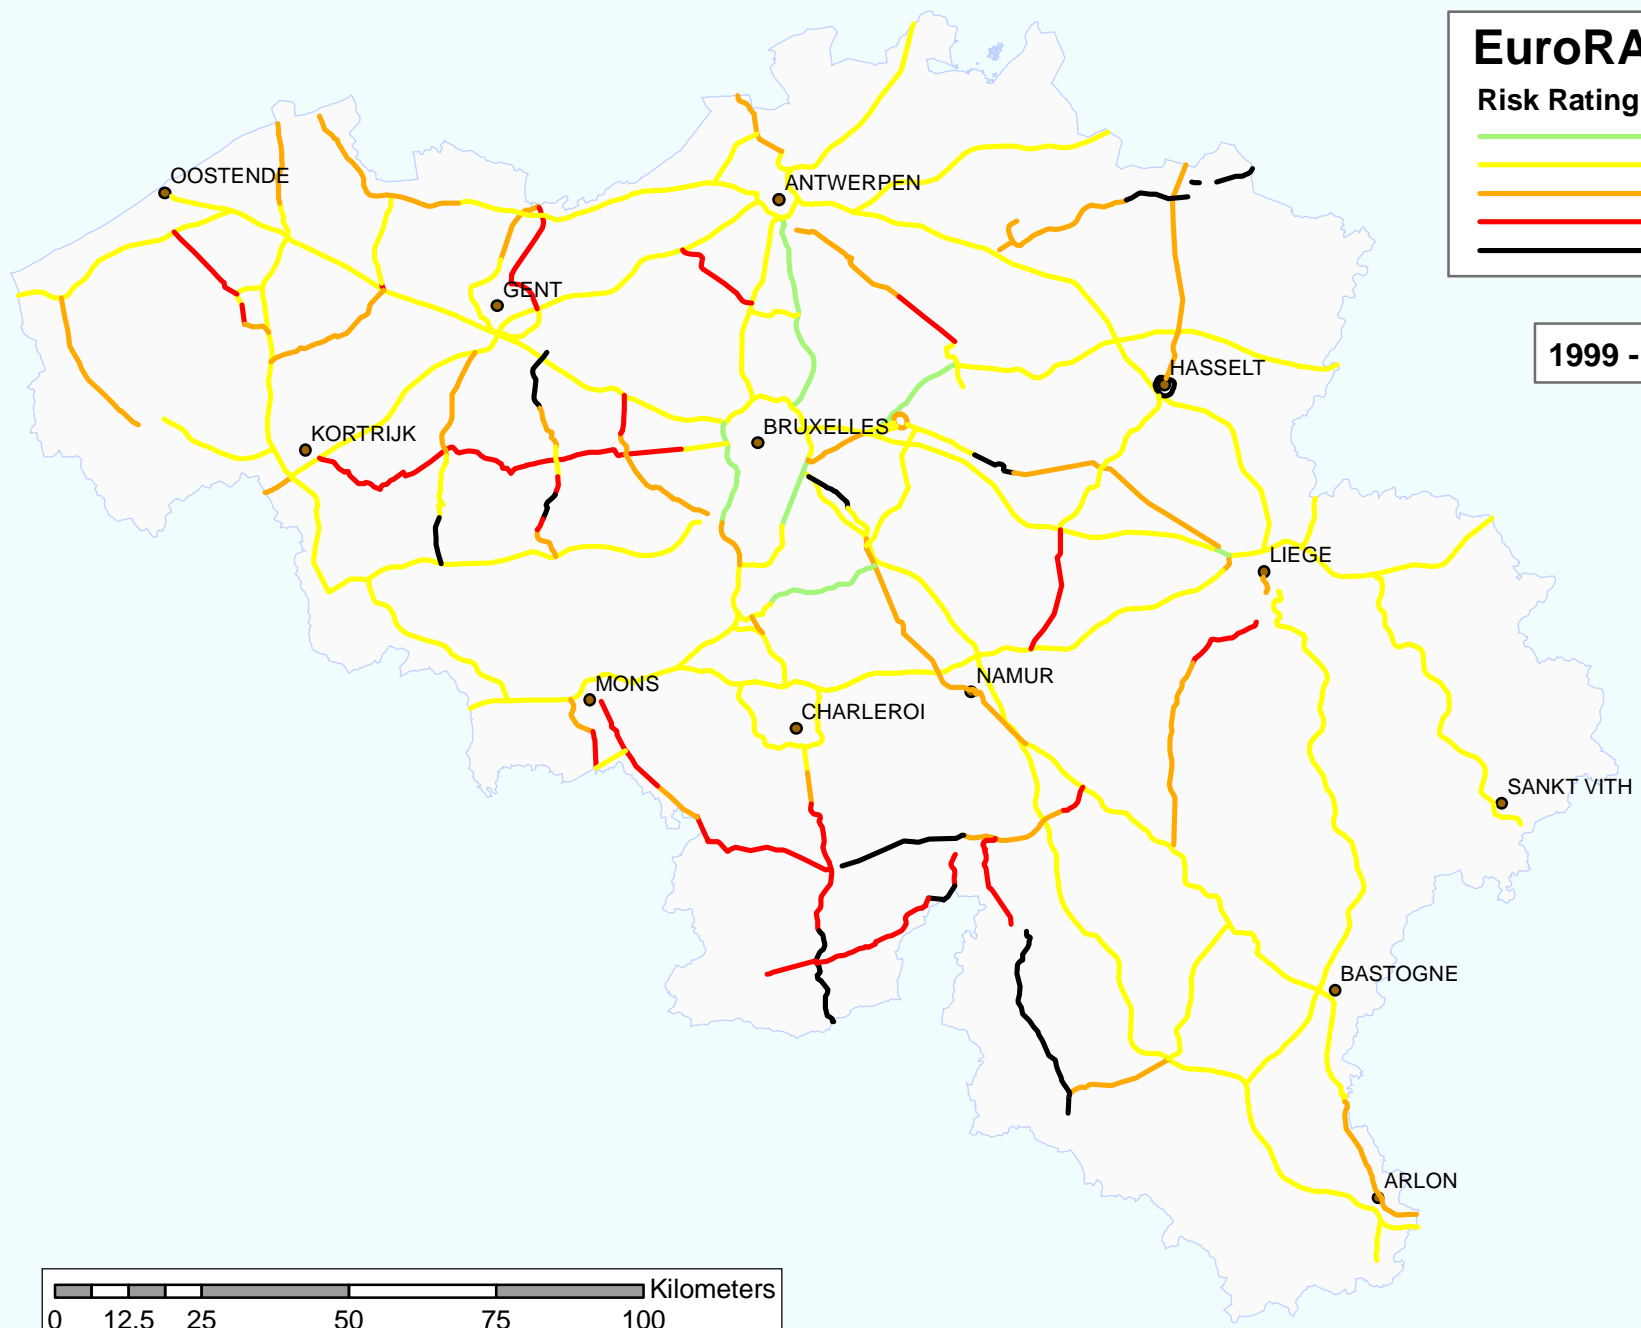 EuroRA
Risk Rating
1999 -
OOSTENDE
ANTWERPEN
GENT
HASSELT
KORTRIJK
BRUXELLES
LIEGE
MONS
NAMUR
CHARLEROI
SANKT VITH
BASTOGNE
ARLON
Kilometers
0 12,5 25 50 75 100